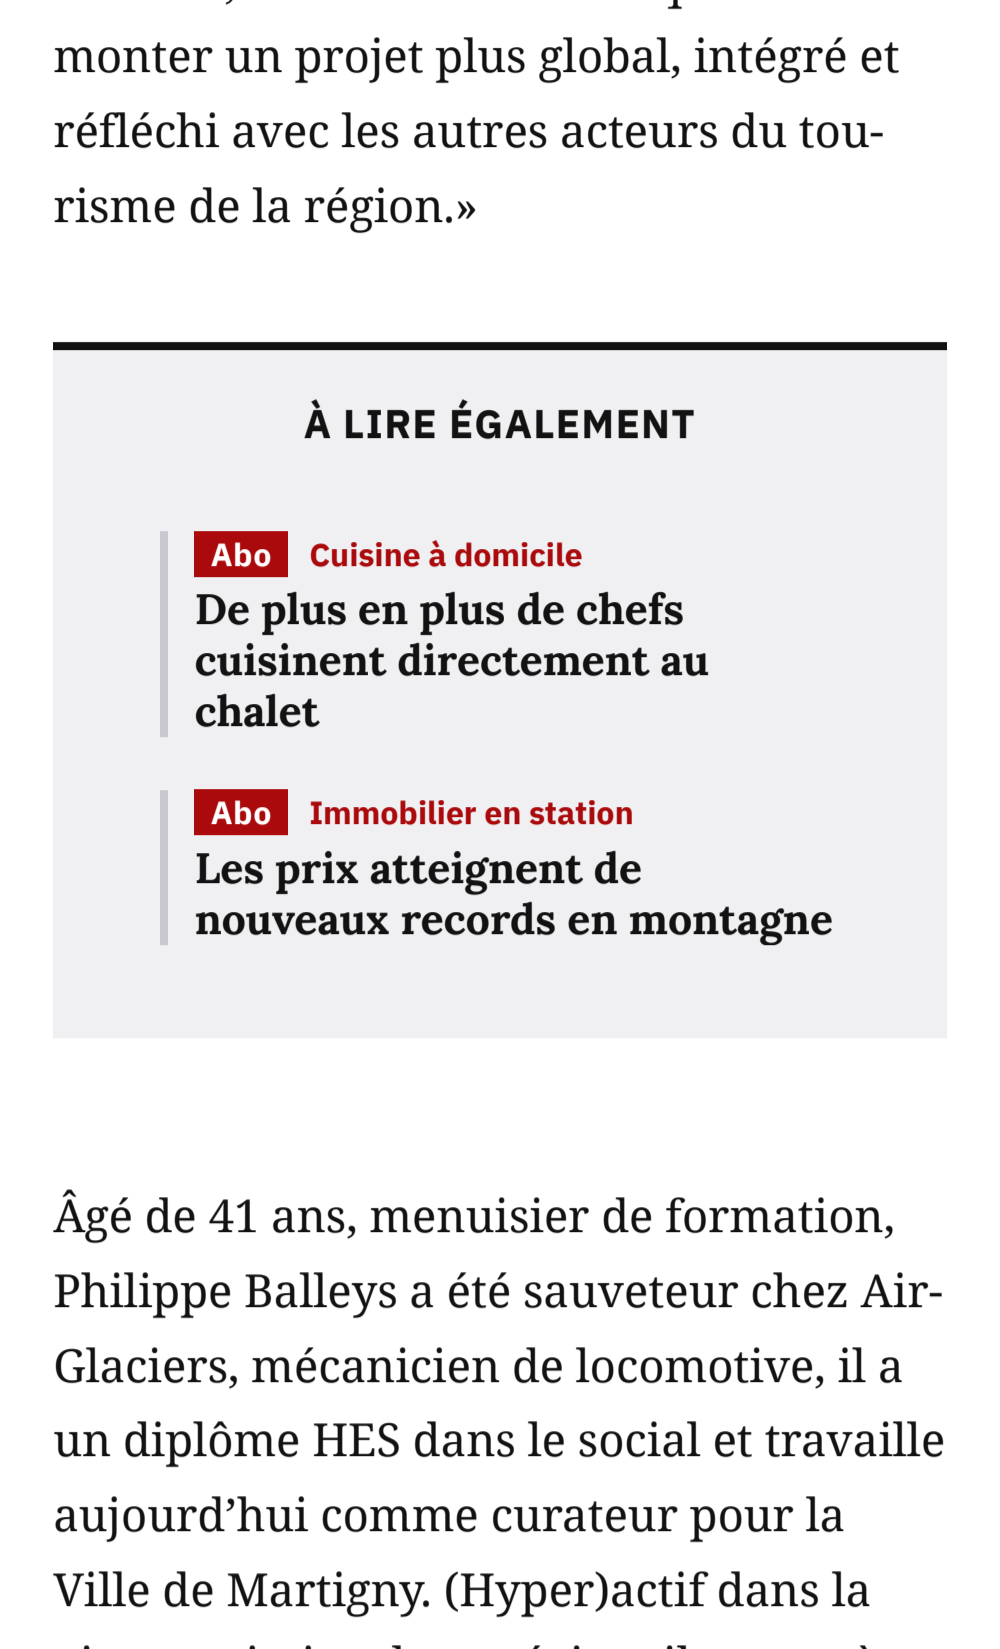 monter un projet plus global, intégré et
réfléchi avec les autres acteurs du tou-
risme de la région.»
À LIRE ÉGALEMENT
Abo Cuisine à domicile
De plus en plus de chefs
cuisinent directement au
chalet
Abo Immobilier en station
Les prix atteignent de
nouveaux records en montagne
Âgé de 41 ans, menuisier de formation,
Philippe Balleys a été sauveteur chez Air-
Glaciers, mécanicien de locomotive, il a
un diplôme HES dans le social et travaille
aujourd’hui comme curateur pour la
Ville de Martigny. (Hyper)actif dans la